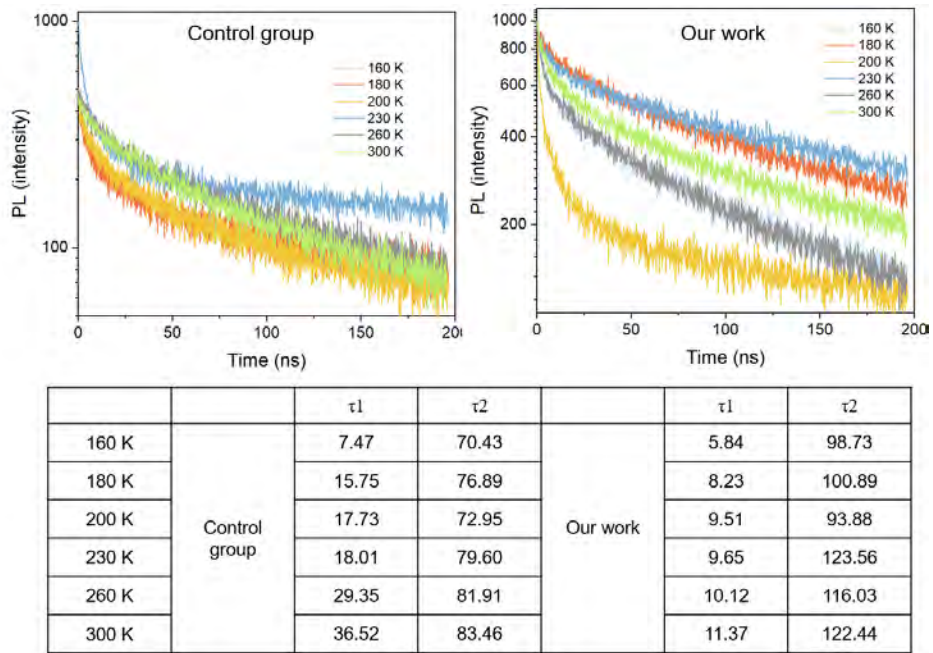 Control group
1000
100
PL (intensity)
160 K
180 K
200 K
230 K
260 K
300 K
0 50 100 150 200
Time (ns)
Our work
1000
800
600
400
200
PL (intensity)
160 K
180 K
200 K
230 K
260 K
300 K
0 50 100 150 200
Time (ns)
τ1 τ2 τ1 τ2
160 K 7.47 70.43 5.84 98.73
180 K 15.75 76.89 8.23 100.89
200 K 17.73 72.95 9.51 93.88
Control group
Our work
230 K 18.01 79.60 9.65 123.56
260 K 29.35 81.91 10.12 116.03
300 K 36.52 83.46 11.37 122.44